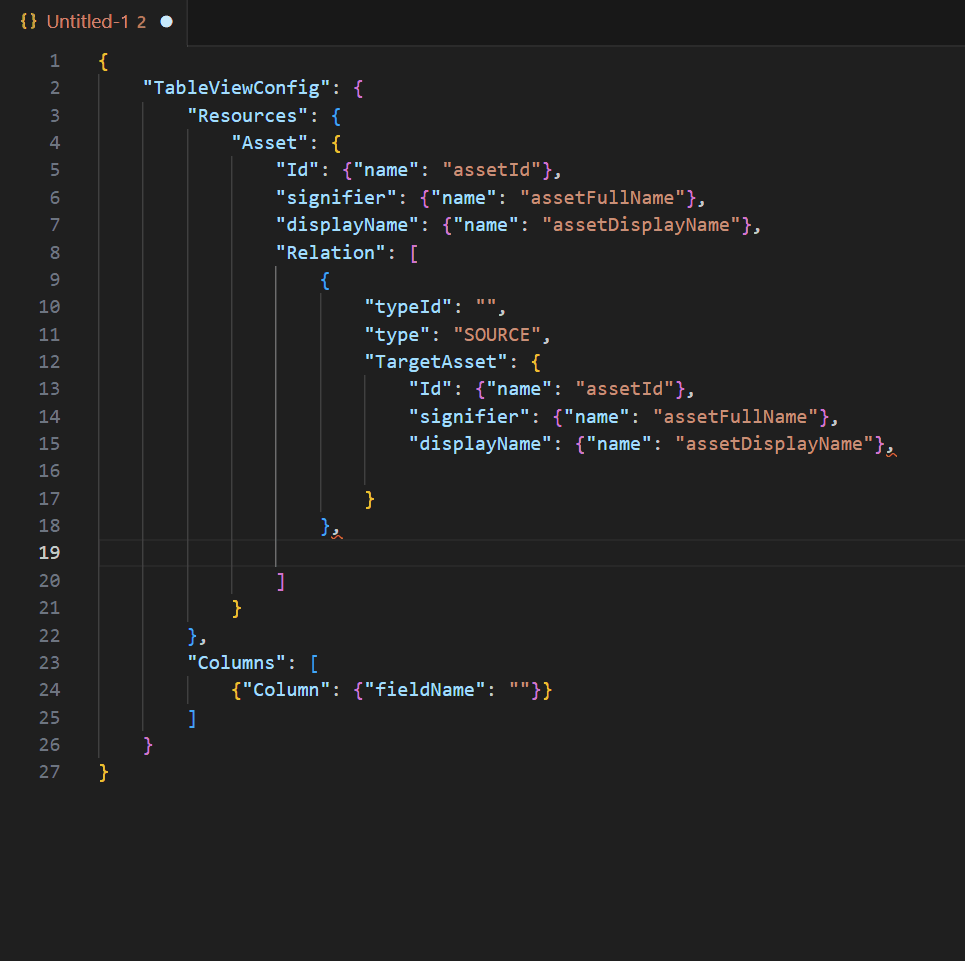 {} Untitled-1 2 ●
1 {
2     "TableViewConfig": {
3         "Resources": {
4             "Asset": {
5                 "Id": {"name": "assetId"},
6                 "signifier": {"name": "assetFullName"},
7                 "displayName": {"name": "assetDisplayName"},
8                 "Relation": [
9                     {
10                         "typeId": "",
11                         "type": "SOURCE",
12                         "TargetAsset": {
13                             "Id": {"name": "assetId"},
14                             "signifier": {"name": "assetFullName"},
15                             "displayName": {"name": "assetDisplayName"},
16
17                         }
18                     },
19
20                 ]
21             }
22         },
23         "Columns": [
24             {"Column": {"fieldName": ""}}
25         ]
26     }
27 }